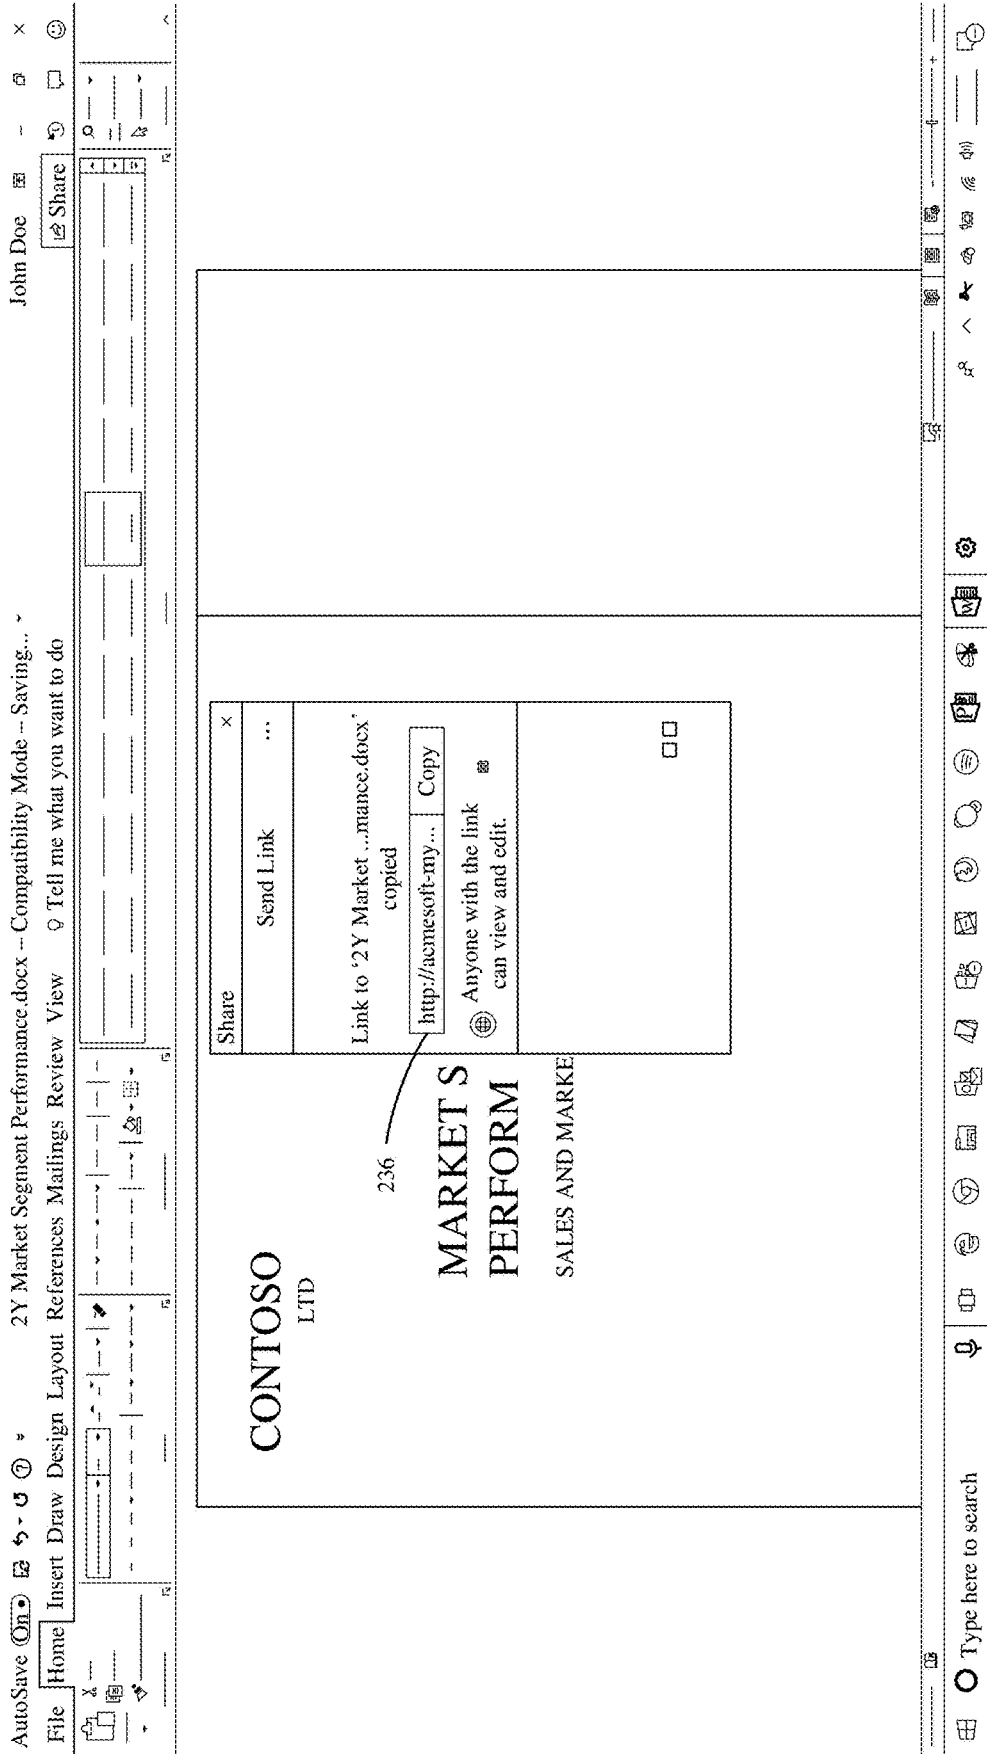 AutoSave On 2Y Market Segment Performance.docx – Compatibility Mode – Saving... John Doe
File Home Insert Draw Design Layout References Mailings Review View Tell me what you want to do Share
Share ×
Send Link ...
Link to ‘2Y Market ...mance.docx’
copied
http://acmesoft-my... Copy
Anyone with the link
can view and edit.
236
CONTOSO
LTD
MARKET S
PERFORM
SALES AND MARKE
Type here to search